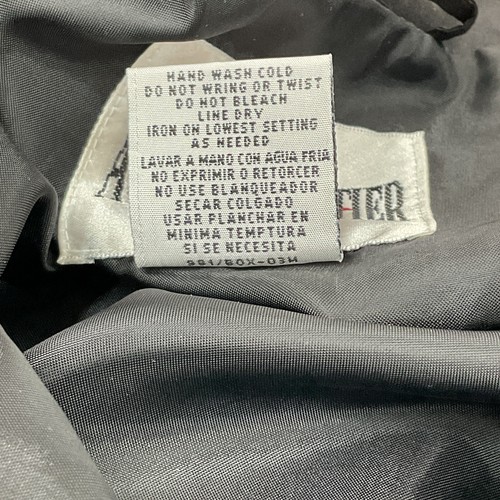 HAND WASH COLD
DO NOT WRING OR TWIST
DO NOT BLEACH
LINE DRY
IRON ON LOWEST SETTING
AS NEEDED
LAVAR A MANO CON AGUA FRIA
NO EXPRIMIR O RETORCER
NO USE BLANQUEADOR
SECAR COLGADO
USAR PLANCHAR EN
MINIMA TEMPTURA
SI SE NECESITA